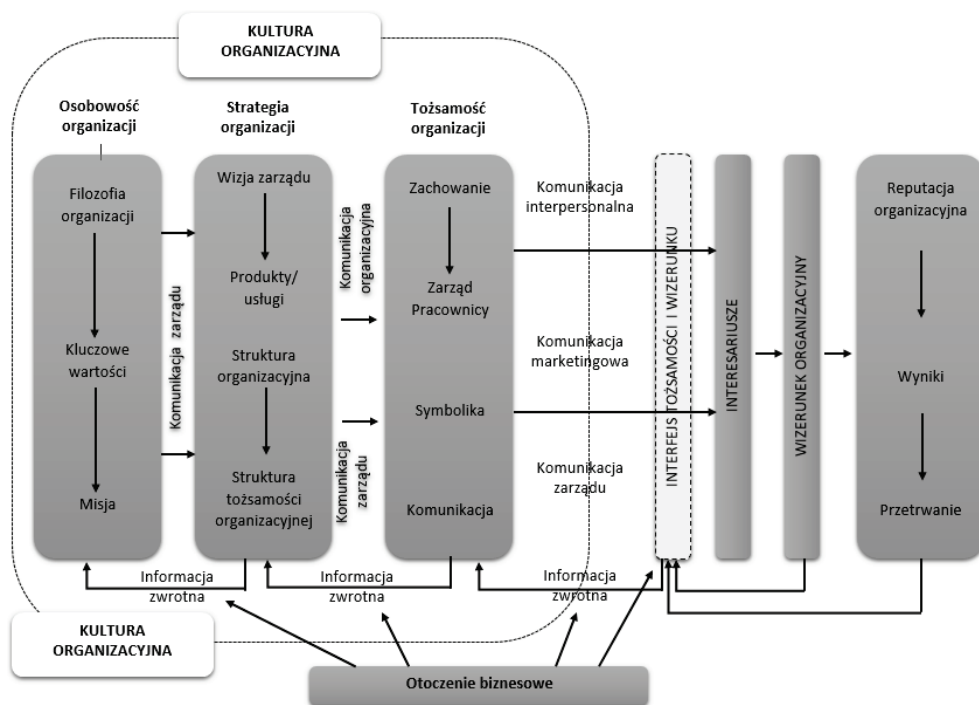 KULTURA
ORGANIZACYJNA
Osobowość
organizacji
Strategia
organizacji
Tożsamość
organizacji
Filozofia
organizacji
Kluczowe
wartości
Misja
Komunikacja zarządu
Wizja zarządu
Produkty/
usługi
Struktura
organizacyjna
Struktura
tożsamości
organizacyjnej
Komunikacja
organizacyjna
Komunikacja
zarządu
Zachowanie
Zarząd
Pracownicy
Symbolika
Komunikacja
Komunikacja
interpersonalna
Komunikacja
marketingowa
Komunikacja
zarządu
INTERFEJS TOŻSAMOŚCI I WIZERUNKU
INTERESARIUSZE
WIZERUNEK ORGANIZACYJNY
Reputacja
organizacyjna
Wyniki
Przetrwanie
Informacja
zwrotna
Informacja
zwrotna
Informacja
zwrotna
KULTURA
ORGANIZACYJNA
Otoczenie biznesowe